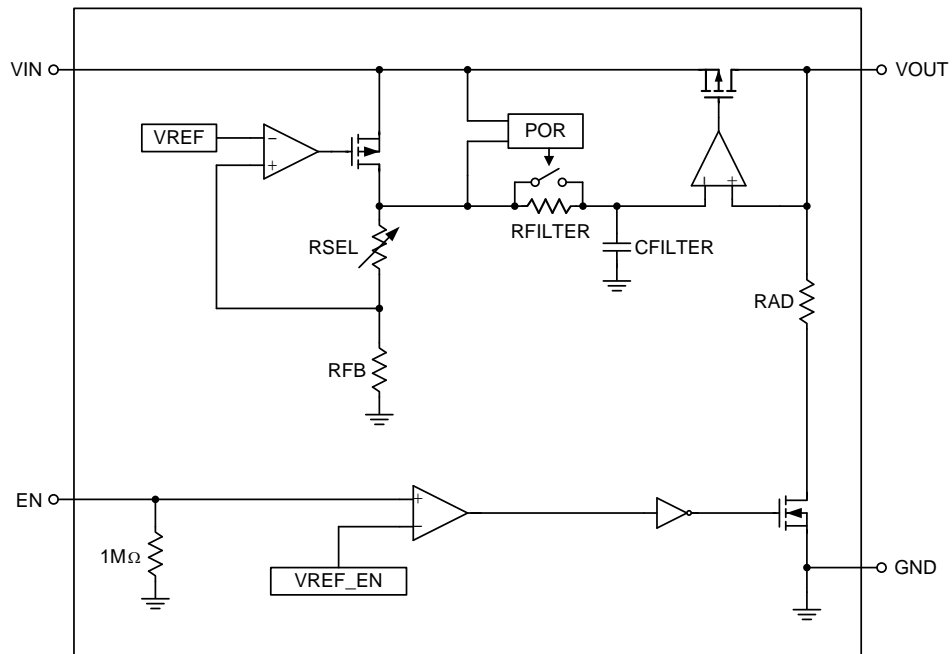 VIN
VOUT
VREF
POR
−
+
RFILTER
−
+
RSEL
CFILTER
RAD
RFB
EN
+
−
1MΩ
VREF_EN
GND